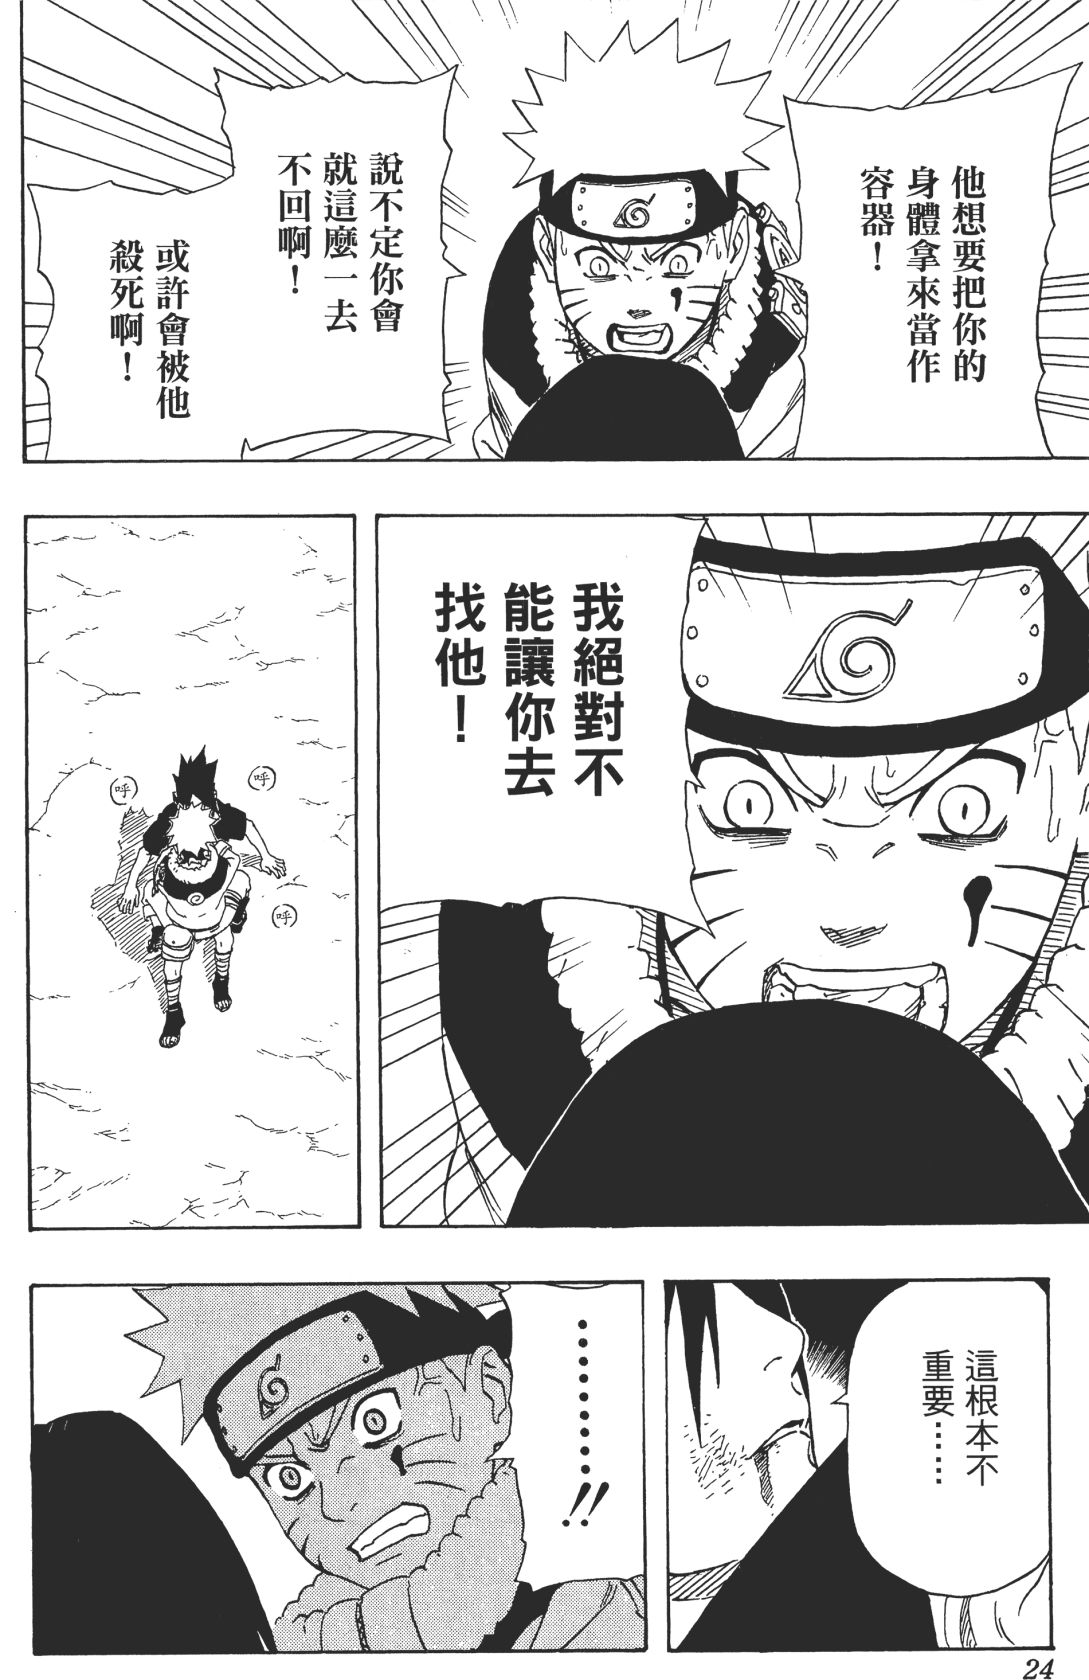 他想要把你的
身體拿來當作
容器！
說不定你會
就這麼一去
不回啊！
或許會被他
殺死啊！
我絕對不
能讓你去
找他！
呼
呼
呼
這根本不
重要……
………!!
24